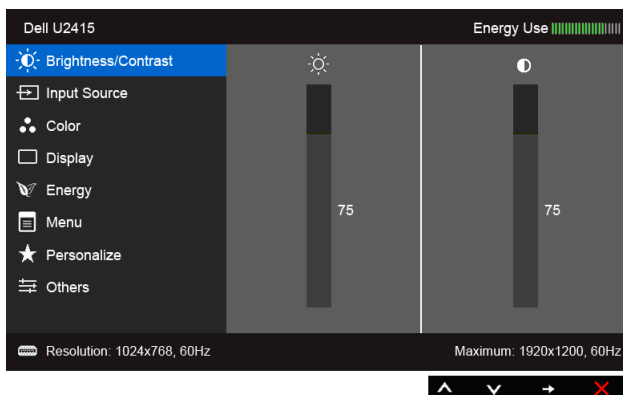 Dell U2415 Energy Use
Brightness/Contrast
Input Source
Color
Display
Energy
75 75
Menu
Personalize
Others
Resolution: 1024x768, 60Hz Maximum: 1920x1200, 60Hz